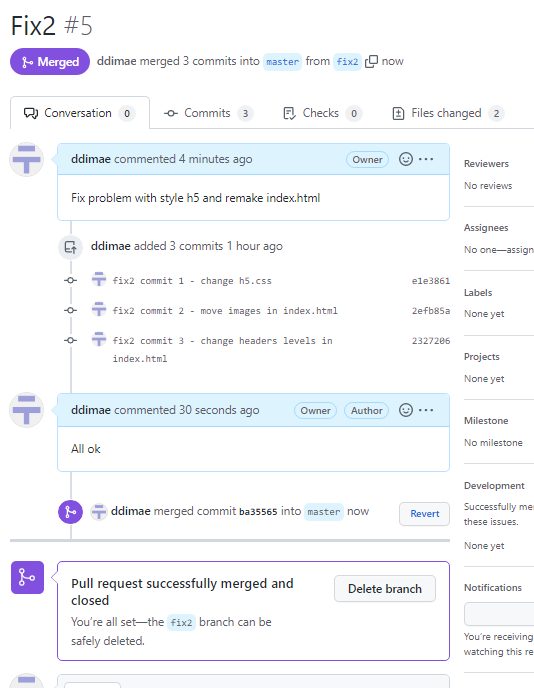 Fix2 #5
Merged
ddimae merged 3 commits into master from fix2 now
Conversation 0
Commits 3
Checks 0
Files changed 2
ddimae commented 4 minutes ago
Owner
Fix problem with style h5 and remake index.html
ddimae added 3 commits 1 hour ago
fix2 commit 1 - change h5.css e1e3861
fix2 commit 2 - move images in index.html 2efb85a
fix2 commit 3 - change headers levels in 2327206
index.html
ddimae commented 30 seconds ago
Owner
Author
All ok
ddimae merged commit ba35565 into master now
Revert
Pull request successfully merged and
closed
You're all set—the fix2 branch can be
safely deleted.
Delete branch
Reviewers
No reviews
Assignees
No one—assign
Labels
None yet
Projects
None yet
Milestone
No milestone
Development
Successfully me
these issues.
None yet
Notifications
You're receiving
watching this re